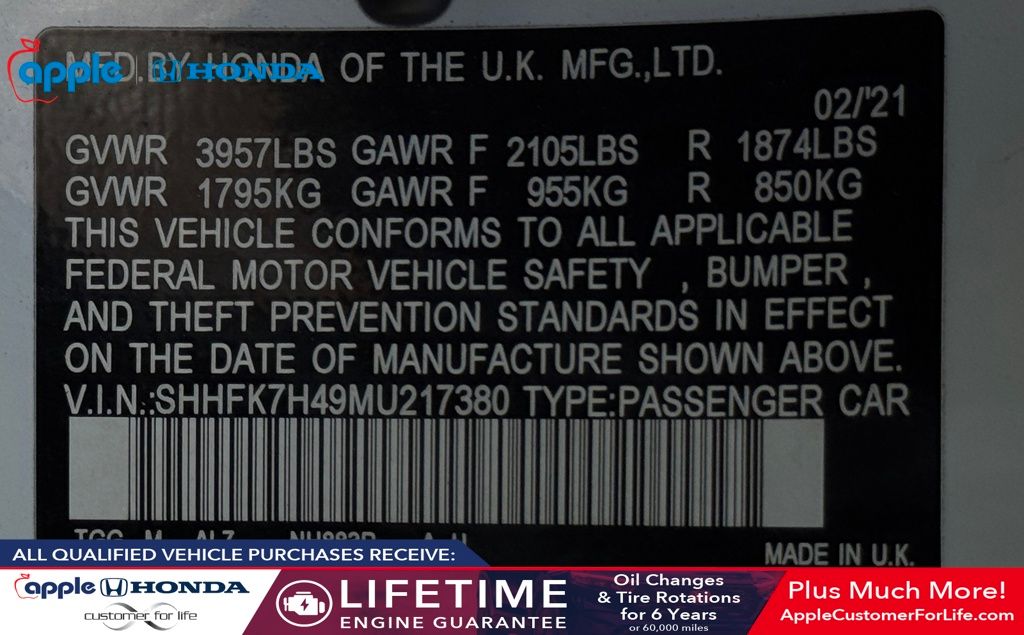 MFD.BY HONDA OF THE U.K. MFG.,LTD.
apple HONDA
02/'21
GVWR 3957LBS GAWR F 2105LBS R 1874LBS
GVWR 1795KG GAWR F 955KG R 850KG
THIS VEHICLE CONFORMS TO ALL APPLICABLE
FEDERAL MOTOR VEHICLE SAFETY , BUMPER ,
AND THEFT PREVENTION STANDARDS IN EFFECT
ON THE DATE OF MANUFACTURE SHOWN ABOVE.
V.I.N.:SHHFK7H49MU217380 TYPE:PASSENGER CAR
MADE IN U.K.
ALL QUALIFIED VEHICLE PURCHASES RECEIVE:
apple HONDA
customer for life
LIFETIME
ENGINE GUARANTEE
Oil Changes
& Tire Rotations
for 6 Years
or 60,000 miles
Plus Much More!
AppleCustomerForLife.com